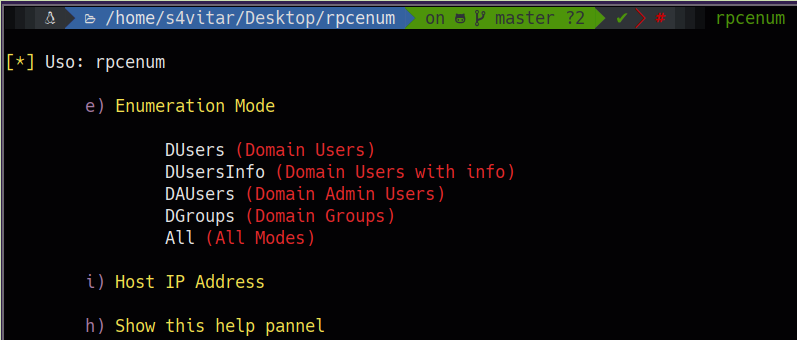 /home/s4vitar/Desktop/rpcenum on master ?2 ✔ # rpcenum
[*] Uso: rpcenum
e) Enumeration Mode
DUsers (Domain Users)
DUsersInfo (Domain Users with info)
DAUsers (Domain Admin Users)
DGroups (Domain Groups)
All (All Modes)
i) Host IP Address
h) Show this help pannel